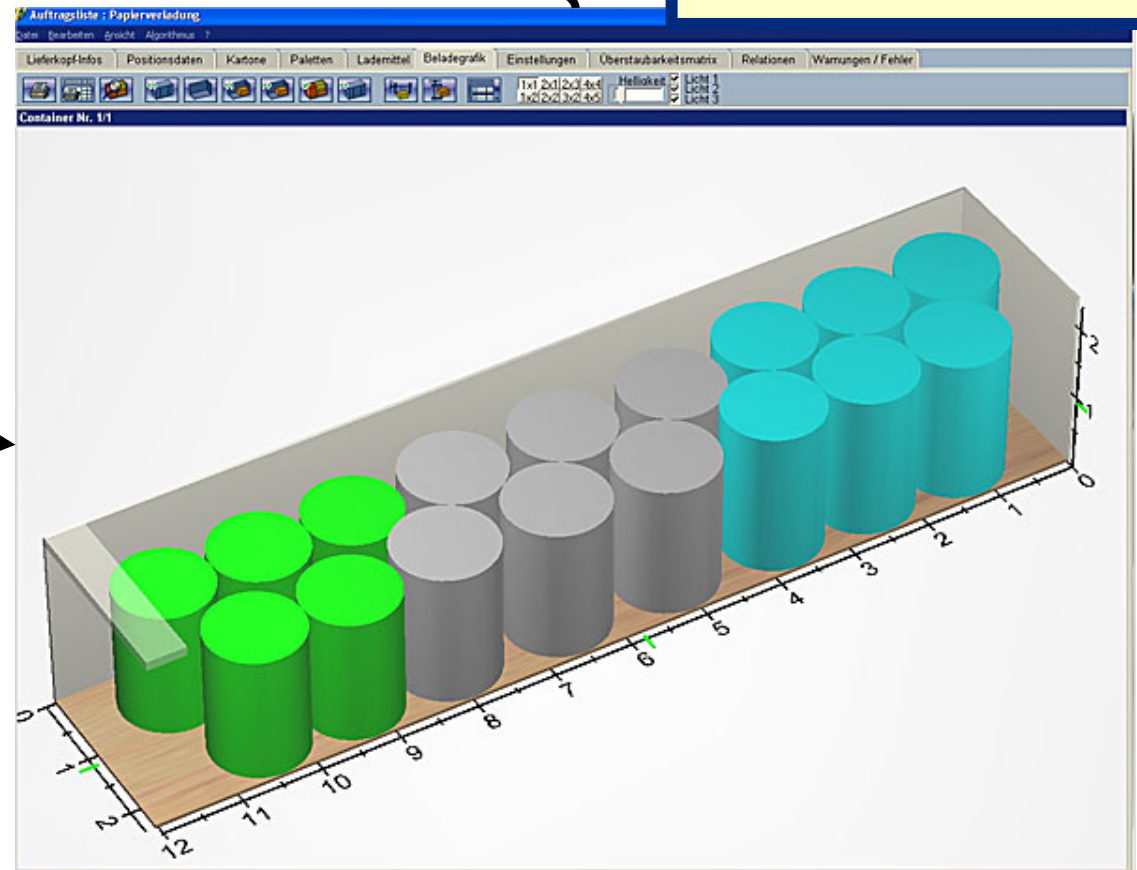 Auftragsliste : Papierverladung
Datei Bearbeiten Ansicht Algorithmus ?
Lieferkopf-Infos Positionsdaten Kartone Paletten Lademittel Beladegrafik Einstellungen Überstaubarkeitsmatrix Relationen Warnungen / Fehler
1x1 2x1 2x3 4x4 Helligkeit Licht 1
1x2 2x2 3x2 4x5 Licht 2
Licht 3
Container Nr. 1/1
2
1
0
1
2
3
4
5
6
7
8
9
10
11
12
0
1
2